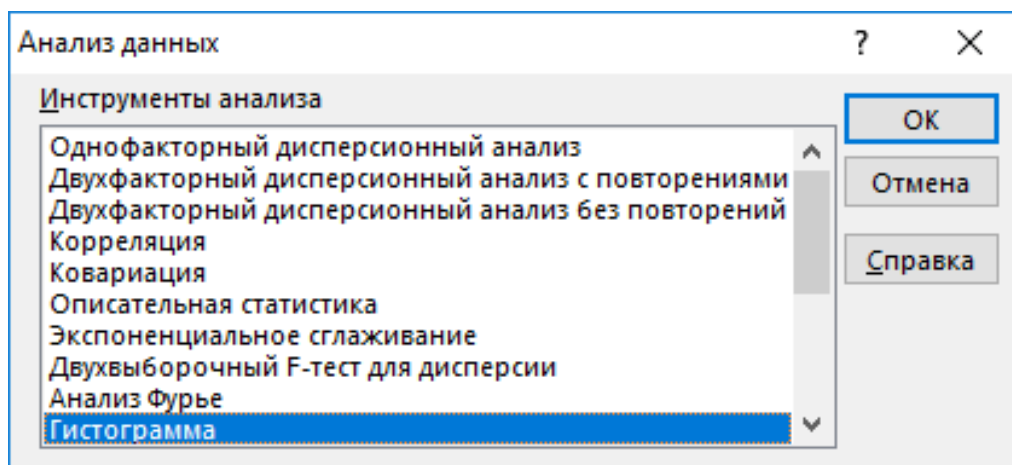 Анализ данных
Инструменты анализа
Однофакторный дисперсионный анализ
Двухфакторный дисперсионный анализ с повторениями
Двухфакторный дисперсионный анализ без повторений
Корреляция
Ковариация
Описательная статистика
Экспоненциальное сглаживание
Двухвыборочный F-тест для дисперсии
Анализ Фурье
Гистограмма
ОК
Отмена
Справка